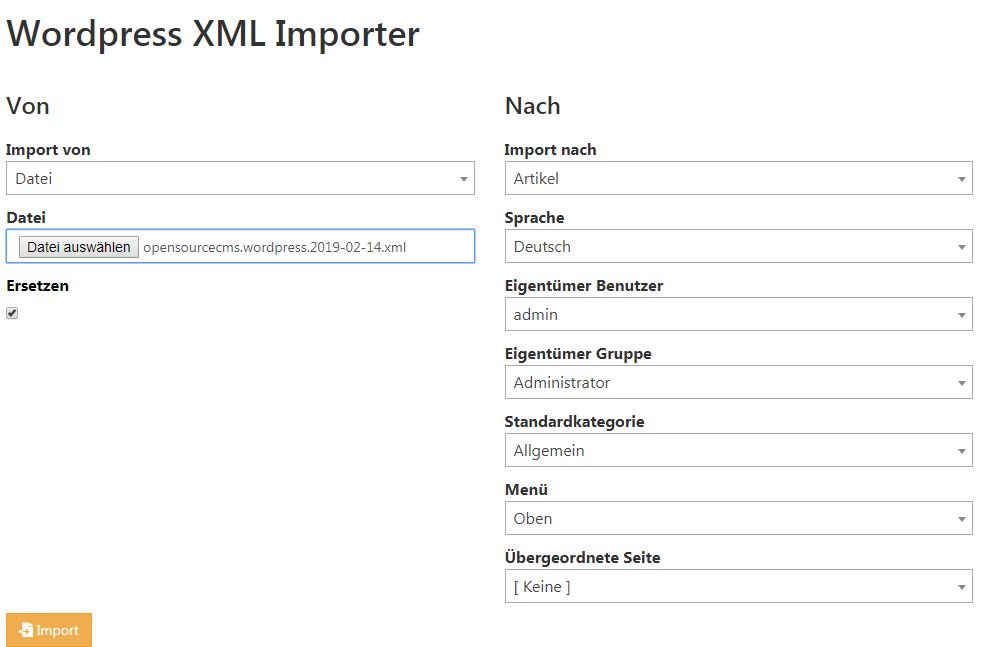 Wordpress XML Importer
Von
Import von
Datei
Datei
Datei auswählen opensourcecms.wordpress.2019-02-14.xml
Ersetzen
Nach
Import nach
Artikel
Sprache
Deutsch
Eigentümer Benutzer
admin
Eigentümer Gruppe
Administrator
Standardkategorie
Allgemein
Menü
Oben
Übergeordnete Seite
[ Keine ]
Import